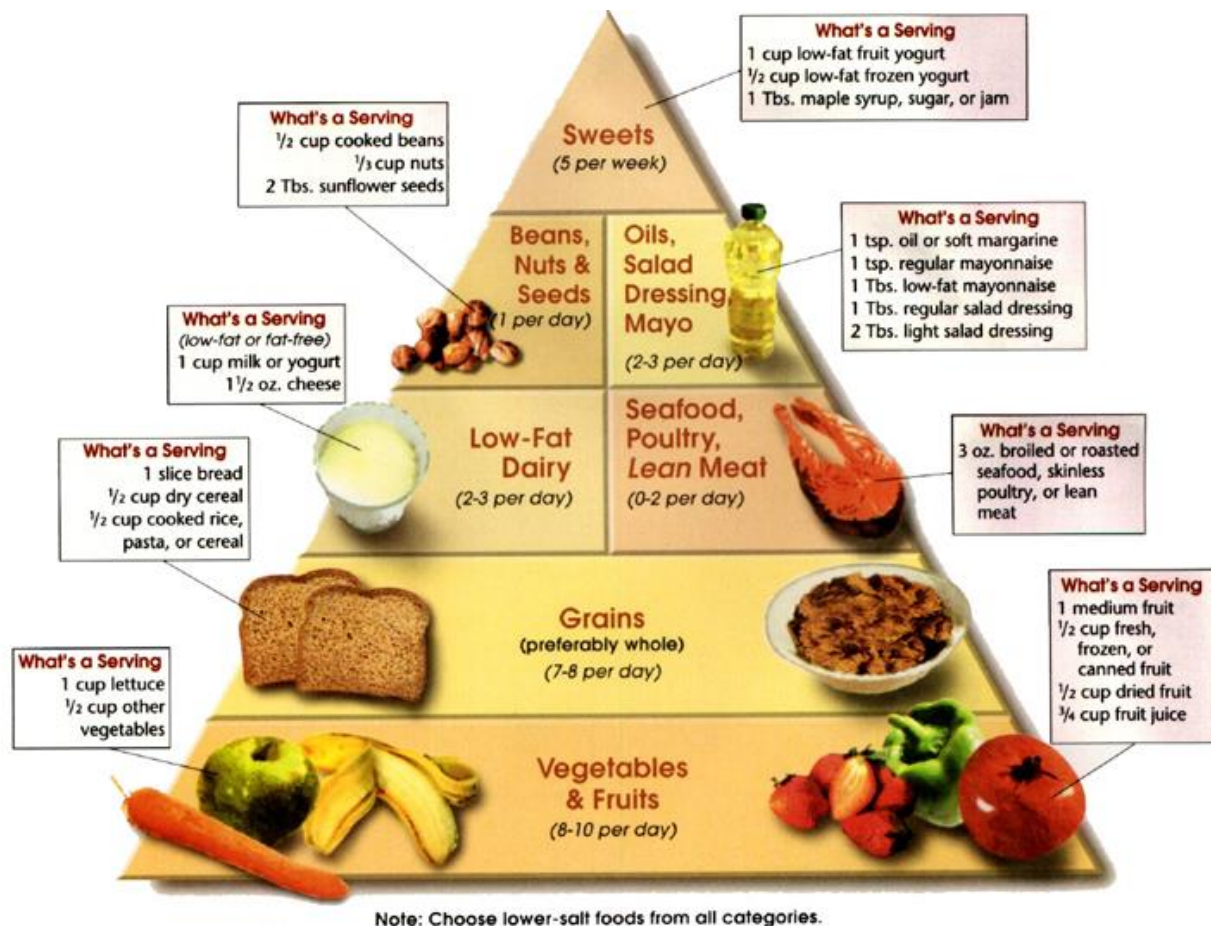 What's a Serving
1 cup low-fat fruit yogurt
1/2 cup low-fat frozen yogurt
1 Tbs. maple syrup, sugar, or jam
Sweets
(5 per week)
What's a Serving
1/2 cup cooked beans
1/3 cup nuts
2 Tbs. sunflower seeds
Beans,
Nuts &
Seeds
(1 per day)
Oils,
Salad
Dressing,
Mayo
(2-3 per day)
What's a Serving
1 tsp. oil or soft margarine
1 tsp. regular mayonnaise
1 Tbs. low-fat mayonnaise
1 Tbs. regular salad dressing
2 Tbs. light salad dressing
What's a Serving
(low-fat or fat-free)
1 cup milk or yogurt
1 1/2 oz. cheese
Low-Fat
Dairy
(2-3 per day)
Seafood,
Poultry,
Lean Meat
(0-2 per day)
What's a Serving
3 oz. broiled or roasted
seafood, skinless
poultry, or lean
meat
What's a Serving
1 slice bread
1/2 cup dry cereal
1/2 cup cooked rice,
pasta, or cereal
Grains
(preferably whole)
(7-8 per day)
What's a Serving
1 medium fruit
1/2 cup fresh,
frozen, or
canned fruit
1/2 cup dried fruit
3/4 cup fruit juice
What's a Serving
1 cup lettuce
1/2 cup other
vegetables
Vegetables
& Fruits
(8-10 per day)
Note: Choose lower-salt foods from all categories.